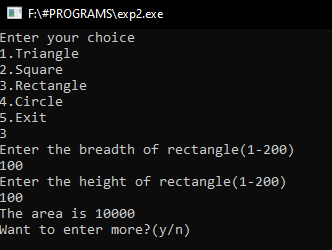 F:\#PROGRAMS\exp2.exe
Enter your choice
1.Triangle
2.Square
3.Rectangle
4.Circle
5.Exit
3
Enter the breadth of rectangle(1-200)
100
Enter the height of rectangle(1-200)
100
The area is 10000
Want to enter more?(y/n)